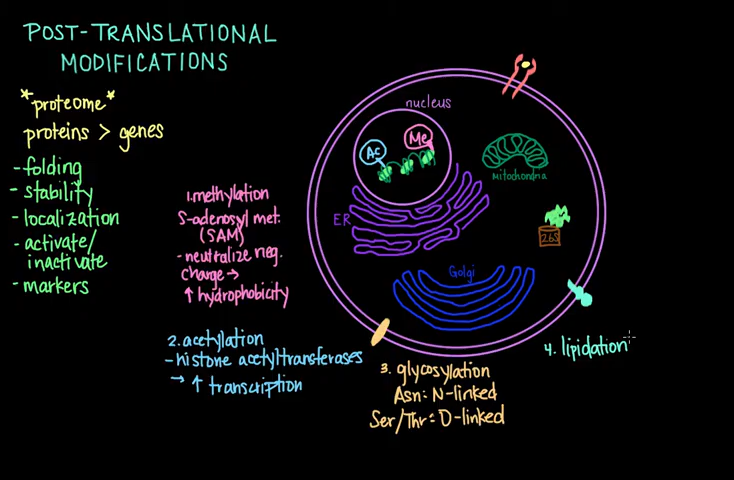 POST-TRANSLATIONAL
MODIFICATIONS
*proteome*
proteins > genes
- folding
- stability
- localization
- activate/
inactivate
- markers
1. methylation
S-adenosyl met.
(SAM)
- neutralize neg.
charge →
↑ hydrophobicity
2. acetylation
- histone acetyltransferases
→ ↑ transcription
nucleus
Ac
Me
ER
Mitochondria
26S
Golgi
3. glycosylation
Asn: N-linked
Ser/Thr: O-linked
4. lipidation